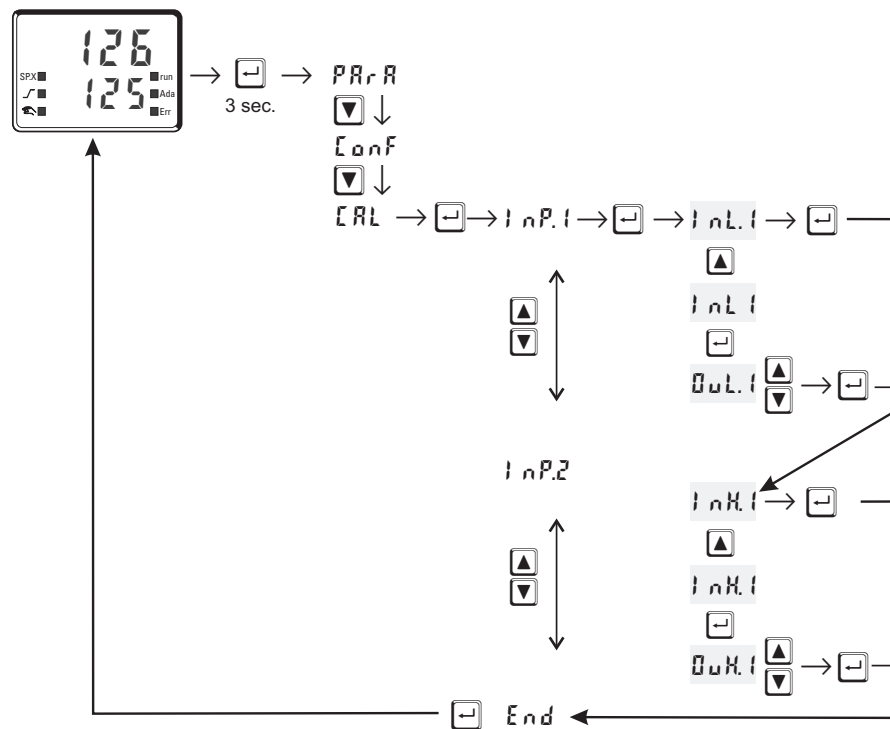 126
SP.X run
125 Ada
Err
3 sec.
PArA
ConF
CAL InP.1 InL.1
InL1
OuL.1
InP.2
InH.1
InH.1
OuH.1
End